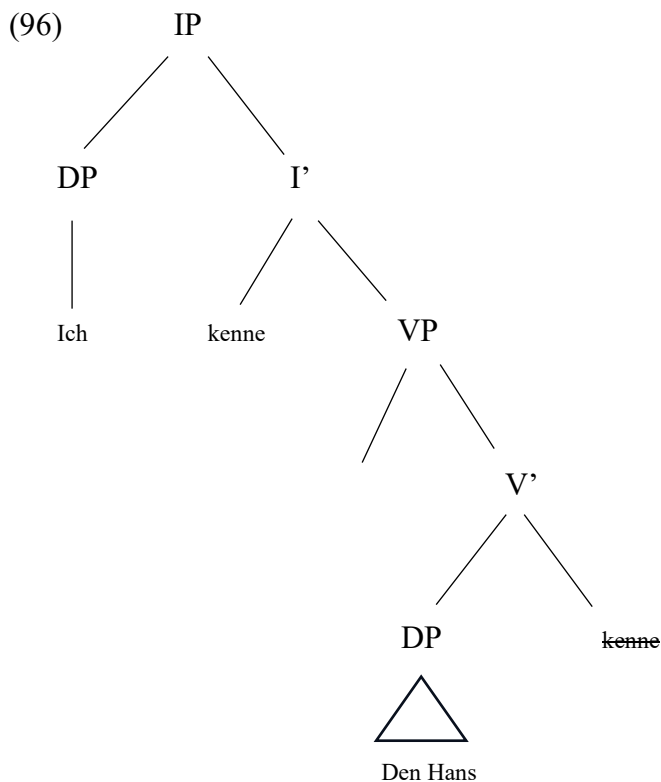 (96) IP
DP I’
Ich kenne VP
V’
DP kenne
Den Hans